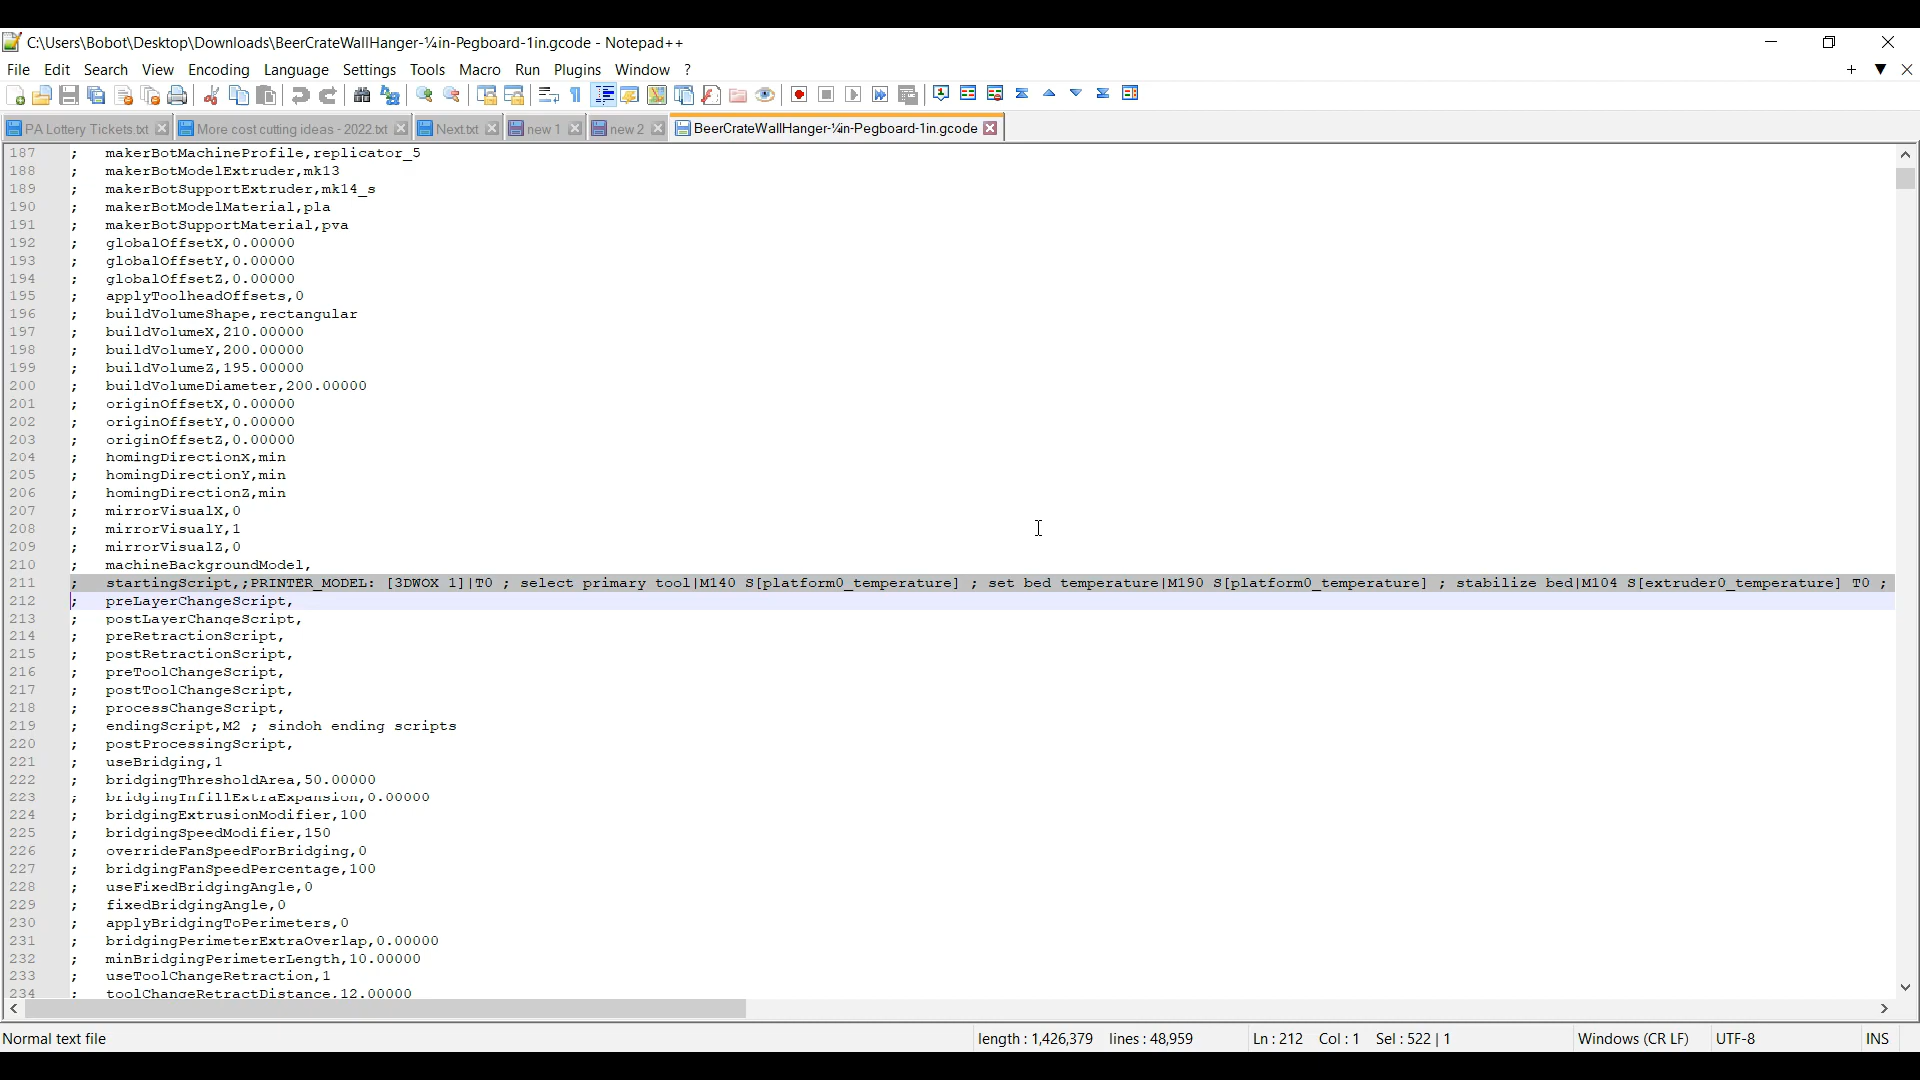 C:\Users\Bobot\Desktop\Downloads\BeerCrateWallHanger-¼in-Pegboard-1in.gcode - Notepad++
File Edit Search View Encoding Language Settings Tools Macro Run Plugins Window ?
PA Lottery Tickets.txt More cost cutting ideas - 2022.txt Next.txt new 1 new 2 BeerCrateWallHanger-¼in-Pegboard-1in.gcode
187 ; makerBotMachineProfile,replicator_5
188 ; makerBotModelExtruder,mk13
189 ; makerBotSupportExtruder,mk14_s
190 ; makerBotModelMaterial,pla
191 ; makerBotSupportMaterial,pva
192 ; globalOffsetX,0.00000
193 ; globalOffsetY,0.00000
194 ; globalOffsetZ,0.00000
195 ; applyToolheadOffsets,0
196 ; buildVolumeShape,rectangular
197 ; buildVolumeX,210.00000
198 ; buildVolumeY,200.00000
199 ; buildVolumeZ,195.00000
200 ; buildVolumeDiameter,200.00000
201 ; originOffsetX,0.00000
202 ; originOffsetY,0.00000
203 ; originOffsetZ,0.00000
204 ; homingDirectionX,min
205 ; homingDirectionY,min
206 ; homingDirectionZ,min
207 ; mirrorVisualX,0
208 ; mirrorVisualY,1
209 ; mirrorVisualZ,0
210 ; machineBackgroundModel,
211 ; startingScript,;PRINTER_MODEL: [3DWOX 1]|T0 ; select primary tool|M140 S[platform0_temperature] ; set bed temperature|M190 S[platform0_temperature] ; stabilize bed|M104 S[extruder0_temperature] T0 ;
212 ; preLayerChangeScript,
213 ; postLayerChangeScript,
214 ; preRetractionScript,
215 ; postRetractionScript,
216 ; preToolChangeScript,
217 ; postToolChangeScript,
218 ; processChangeScript,
219 ; endingScript,M2 ; sindoh ending scripts
220 ; postProcessingScript,
221 ; useBridging,1
222 ; bridgingThresholdArea,50.00000
223 ; bridgingInfillExtraExpansion,0.00000
224 ; bridgingExtrusionModifier,100
225 ; bridgingSpeedModifier,150
226 ; overrideFanSpeedForBridging,0
227 ; bridgingFanSpeedPercentage,100
228 ; useFixedBridgingAngle,0
229 ; fixedBridgingAngle,0
230 ; applyBridgingToPerimeters,0
231 ; bridgingPerimeterExtraOverlap,0.00000
232 ; minBridgingPerimeterLength,10.00000
233 ; useToolChangeRetraction,1
234 ; toolChangeRetractDistance,12.00000
Normal text file length : 1,426,379 lines : 48,959 Ln : 212 Col : 1 Sel : 522 | 1 Windows (CR LF) UTF-8 INS